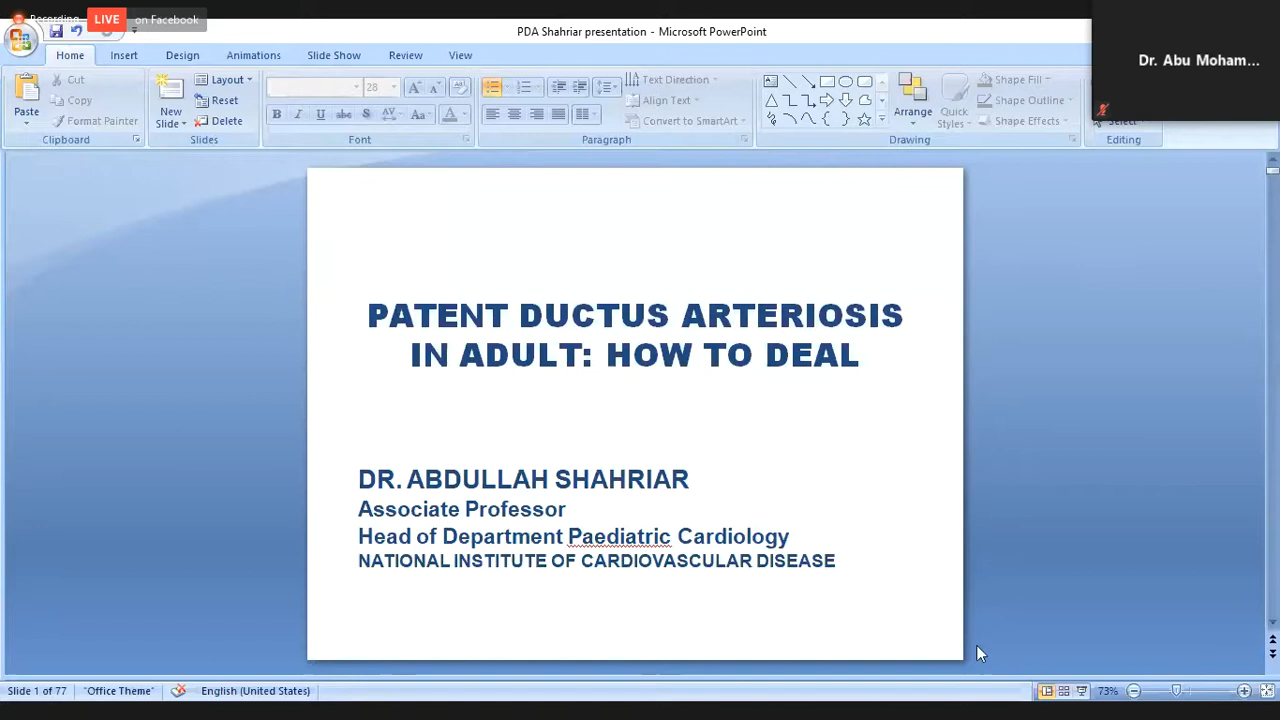 Recording
LIVE on Facebook
PDA Shahriar presentation - Microsoft PowerPoint
Dr. Abu Moham...
Home Insert Design Animations Slide Show Review View
Paste
Cut
Copy
Format Painter
Clipboard
New Slide
Layout
Reset
Delete
Slides
28
B I U abc S AV Aa A
Font
Text Direction
Align Text
Convert to SmartArt
Paragraph
Arrange
Quick Styles
Shape Fill
Shape Outline
Shape Effects
Drawing
Select
Editing
PATENT DUCTUS ARTERIOSIS
IN ADULT: HOW TO DEAL
DR. ABDULLAH SHAHRIAR
Associate Professor
Head of Department Paediatric Cardiology
NATIONAL INSTITUTE OF CARDIOVASCULAR DISEASE
Slide 1 of 77 "Office Theme" English (United States) 73%